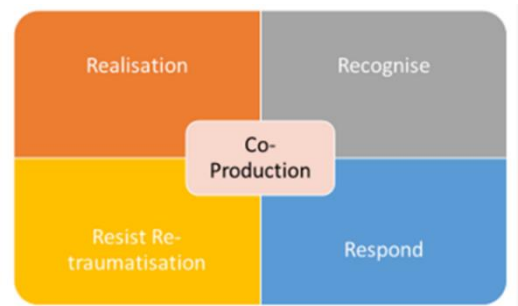 Realisation
Recognise
Co-
Production
Resist Re-
traumatisation
Respond